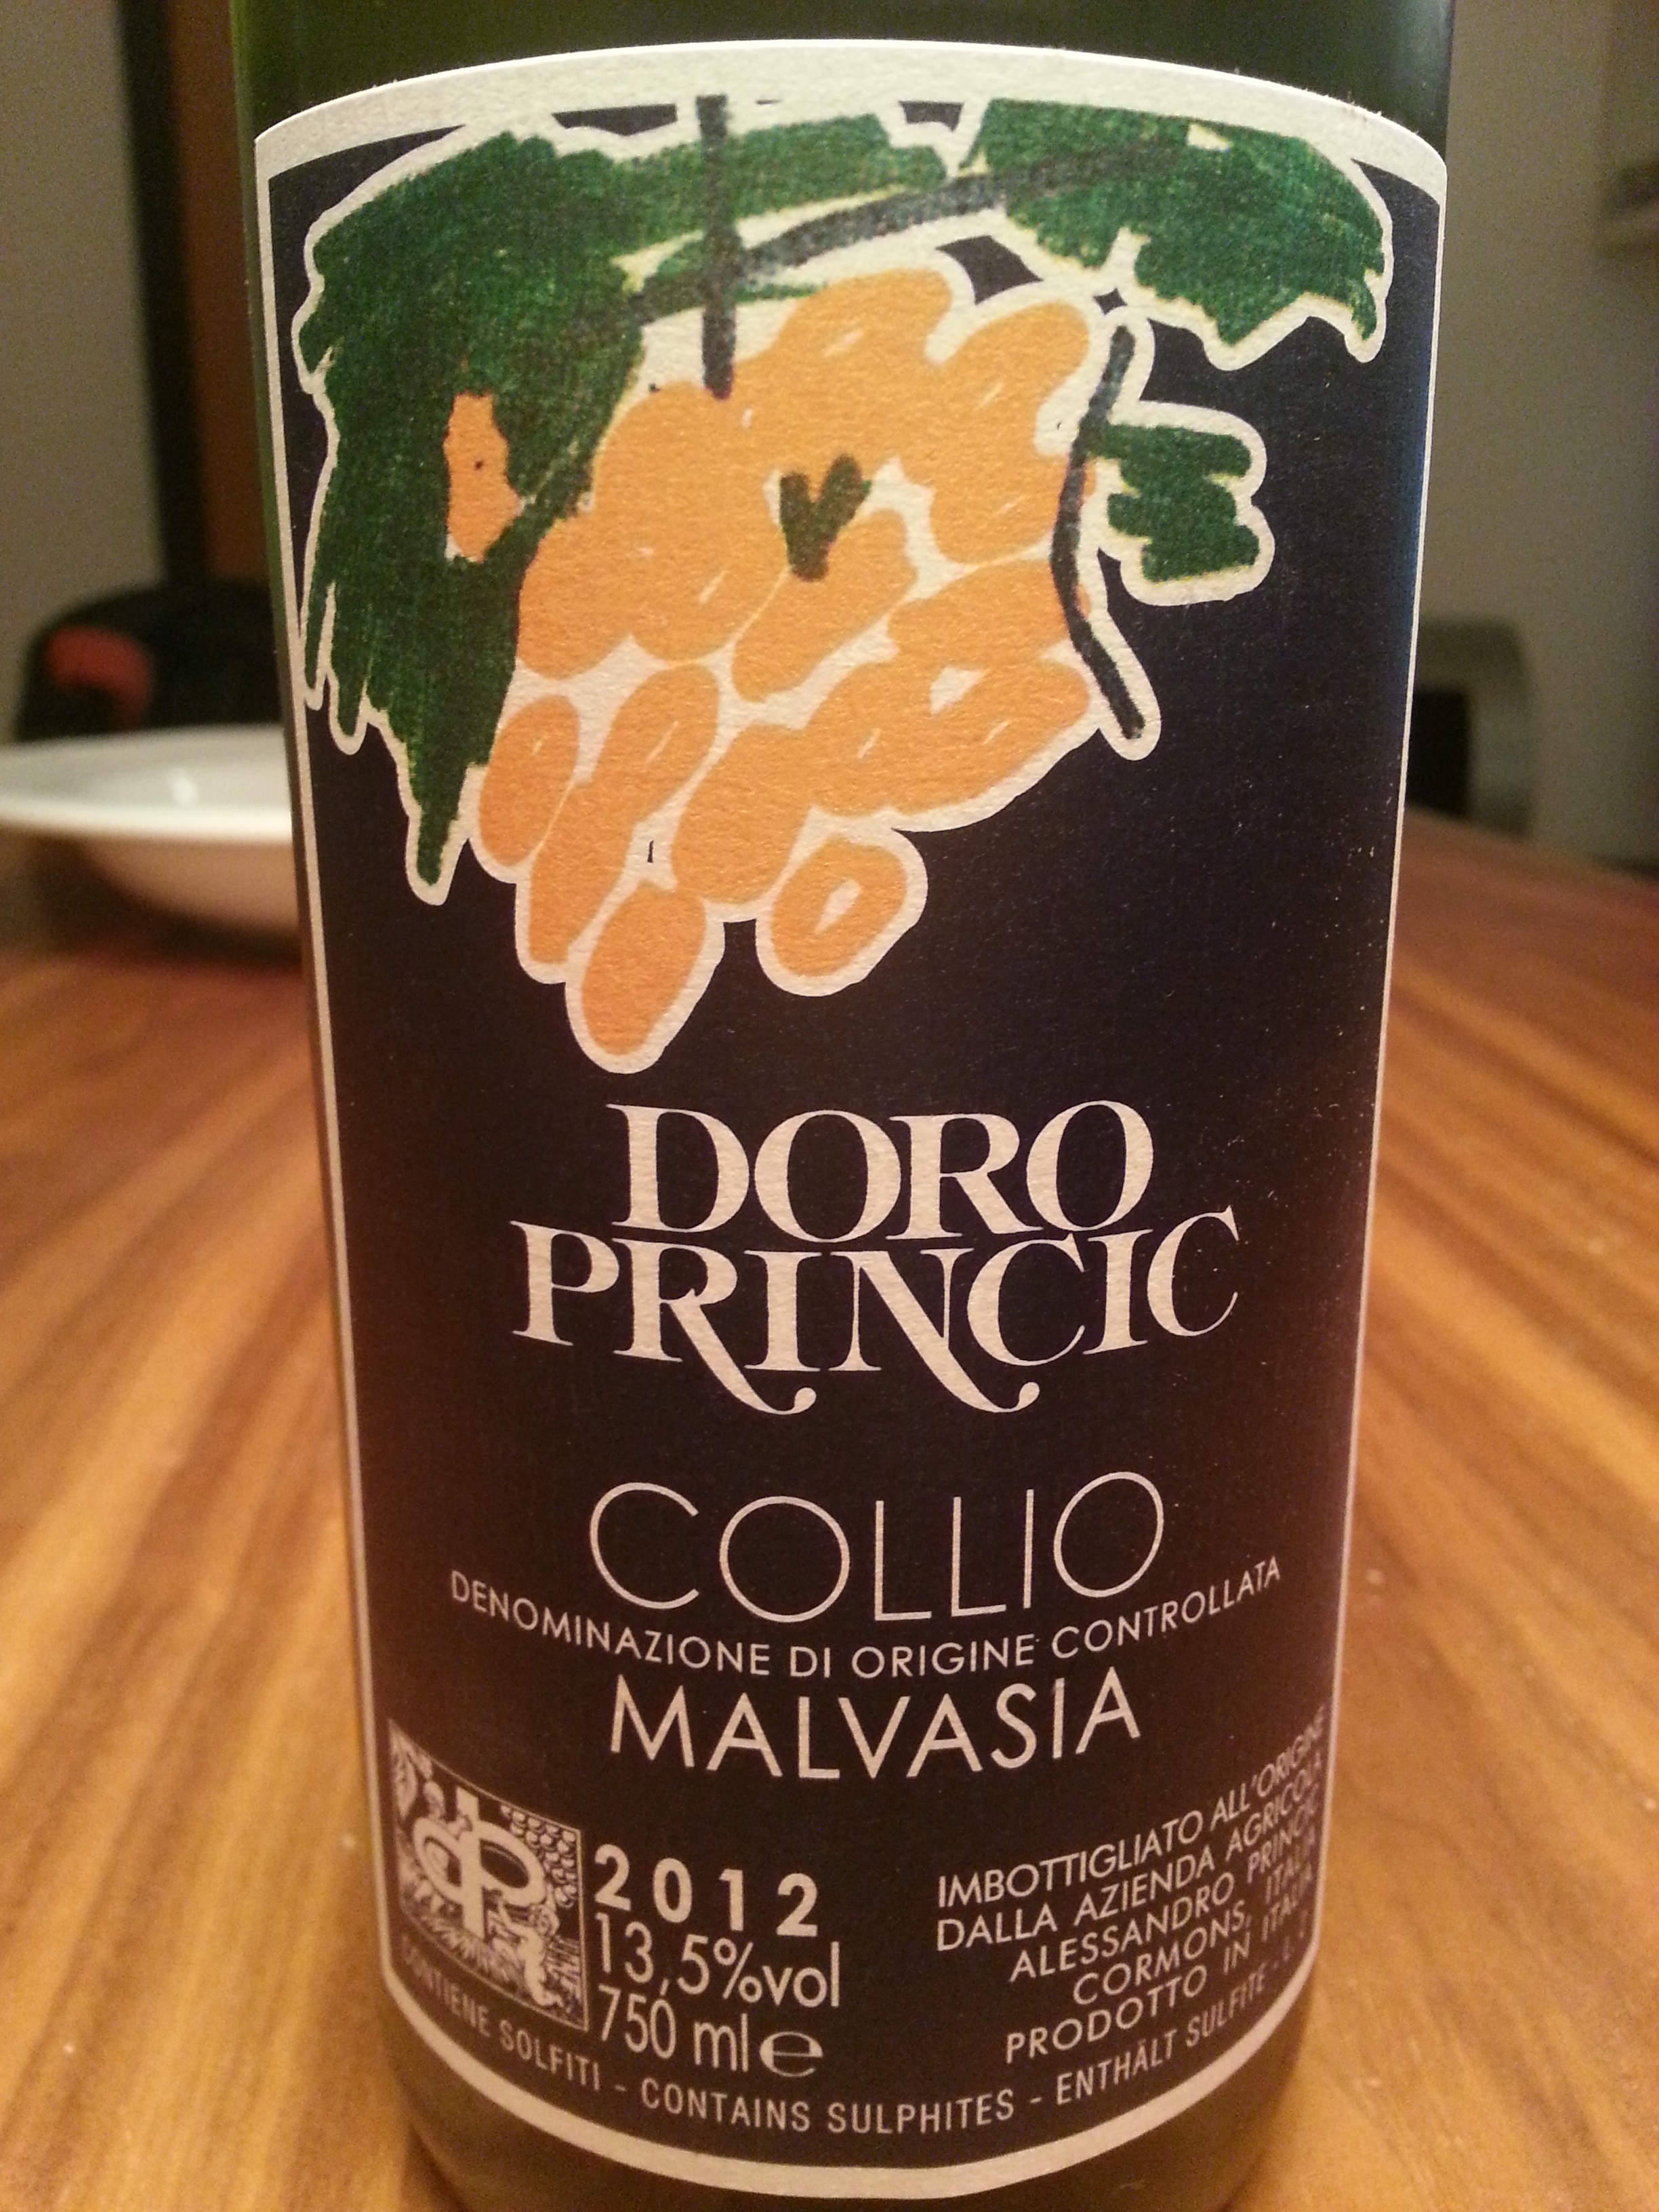 DORO
PRINCIC
COLLIO
DENOMINAZIONE DI ORIGINE CONTROLLATA
MALVASIA
2012
13,5%vol
750 ml e
IMBOTTIGLIATO ALL'ORIGINE
DALLA AZIENDA AGRICOLA
ALESSANDRO PRINCIC
CORMONS, ITALIA
PRODOTTO IN ITALIA
CONTIENE SOLFITI - CONTAINS SULPHITES - ENTHÄLT SULFITE -